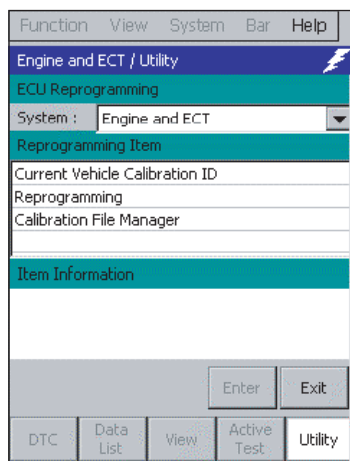 Function View System Bar Help
Engine and ECT / Utility
ECU Reprogramming
System : Engine and ECT
Reprogramming Item
Current Vehicle Calibration ID
Reprogramming
Calibration File Manager
Item Information
Enter Exit
DTC Data List View Active Test Utility